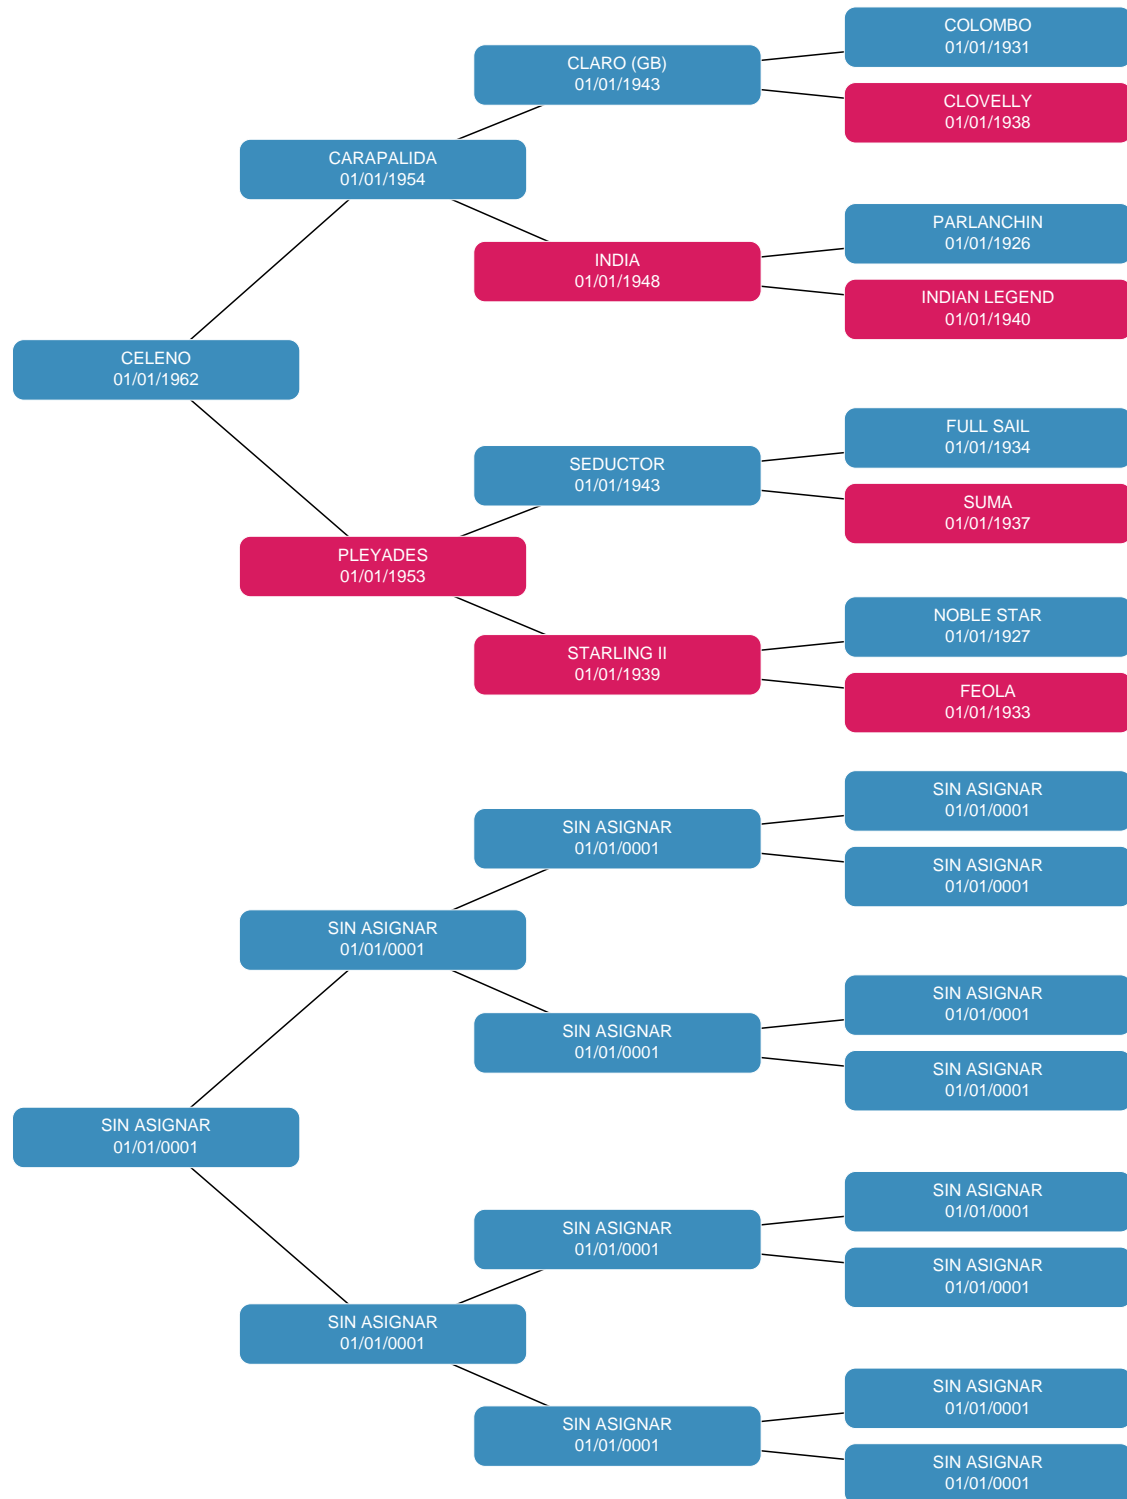 COLOMBO
01/01/1931
CLARO (GB)
01/01/1943
CLOVELLY
01/01/1938
CARAPALIDA
01/01/1954
PARLANCHIN
01/01/1926
INDIA
01/01/1948
INDIAN LEGEND
01/01/1940
CELENO
01/01/1962
FULL SAIL
01/01/1934
SEDUCTOR
01/01/1943
SUMA
01/01/1937
PLEYADES
01/01/1953
NOBLE STAR
01/01/1927
STARLING II
01/01/1939
FEOLA
01/01/1933
SIN ASIGNAR
01/01/0001
SIN ASIGNAR
01/01/0001
SIN ASIGNAR
01/01/0001
SIN ASIGNAR
01/01/0001
SIN ASIGNAR
01/01/0001
SIN ASIGNAR
01/01/0001
SIN ASIGNAR
01/01/0001
SIN ASIGNAR
01/01/0001
SIN ASIGNAR
01/01/0001
SIN ASIGNAR
01/01/0001
SIN ASIGNAR
01/01/0001
SIN ASIGNAR
01/01/0001
SIN ASIGNAR
01/01/0001
SIN ASIGNAR
01/01/0001
SIN ASIGNAR
01/01/0001